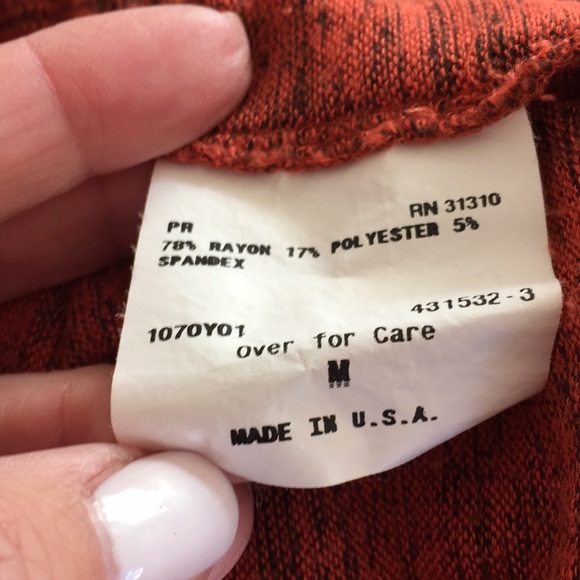 PR RN 31310
78% RAYON 17% POLYESTER 5%
SPANDEX
1070Y01 431532-3
Over for Care
M
MADE IN U.S.A.